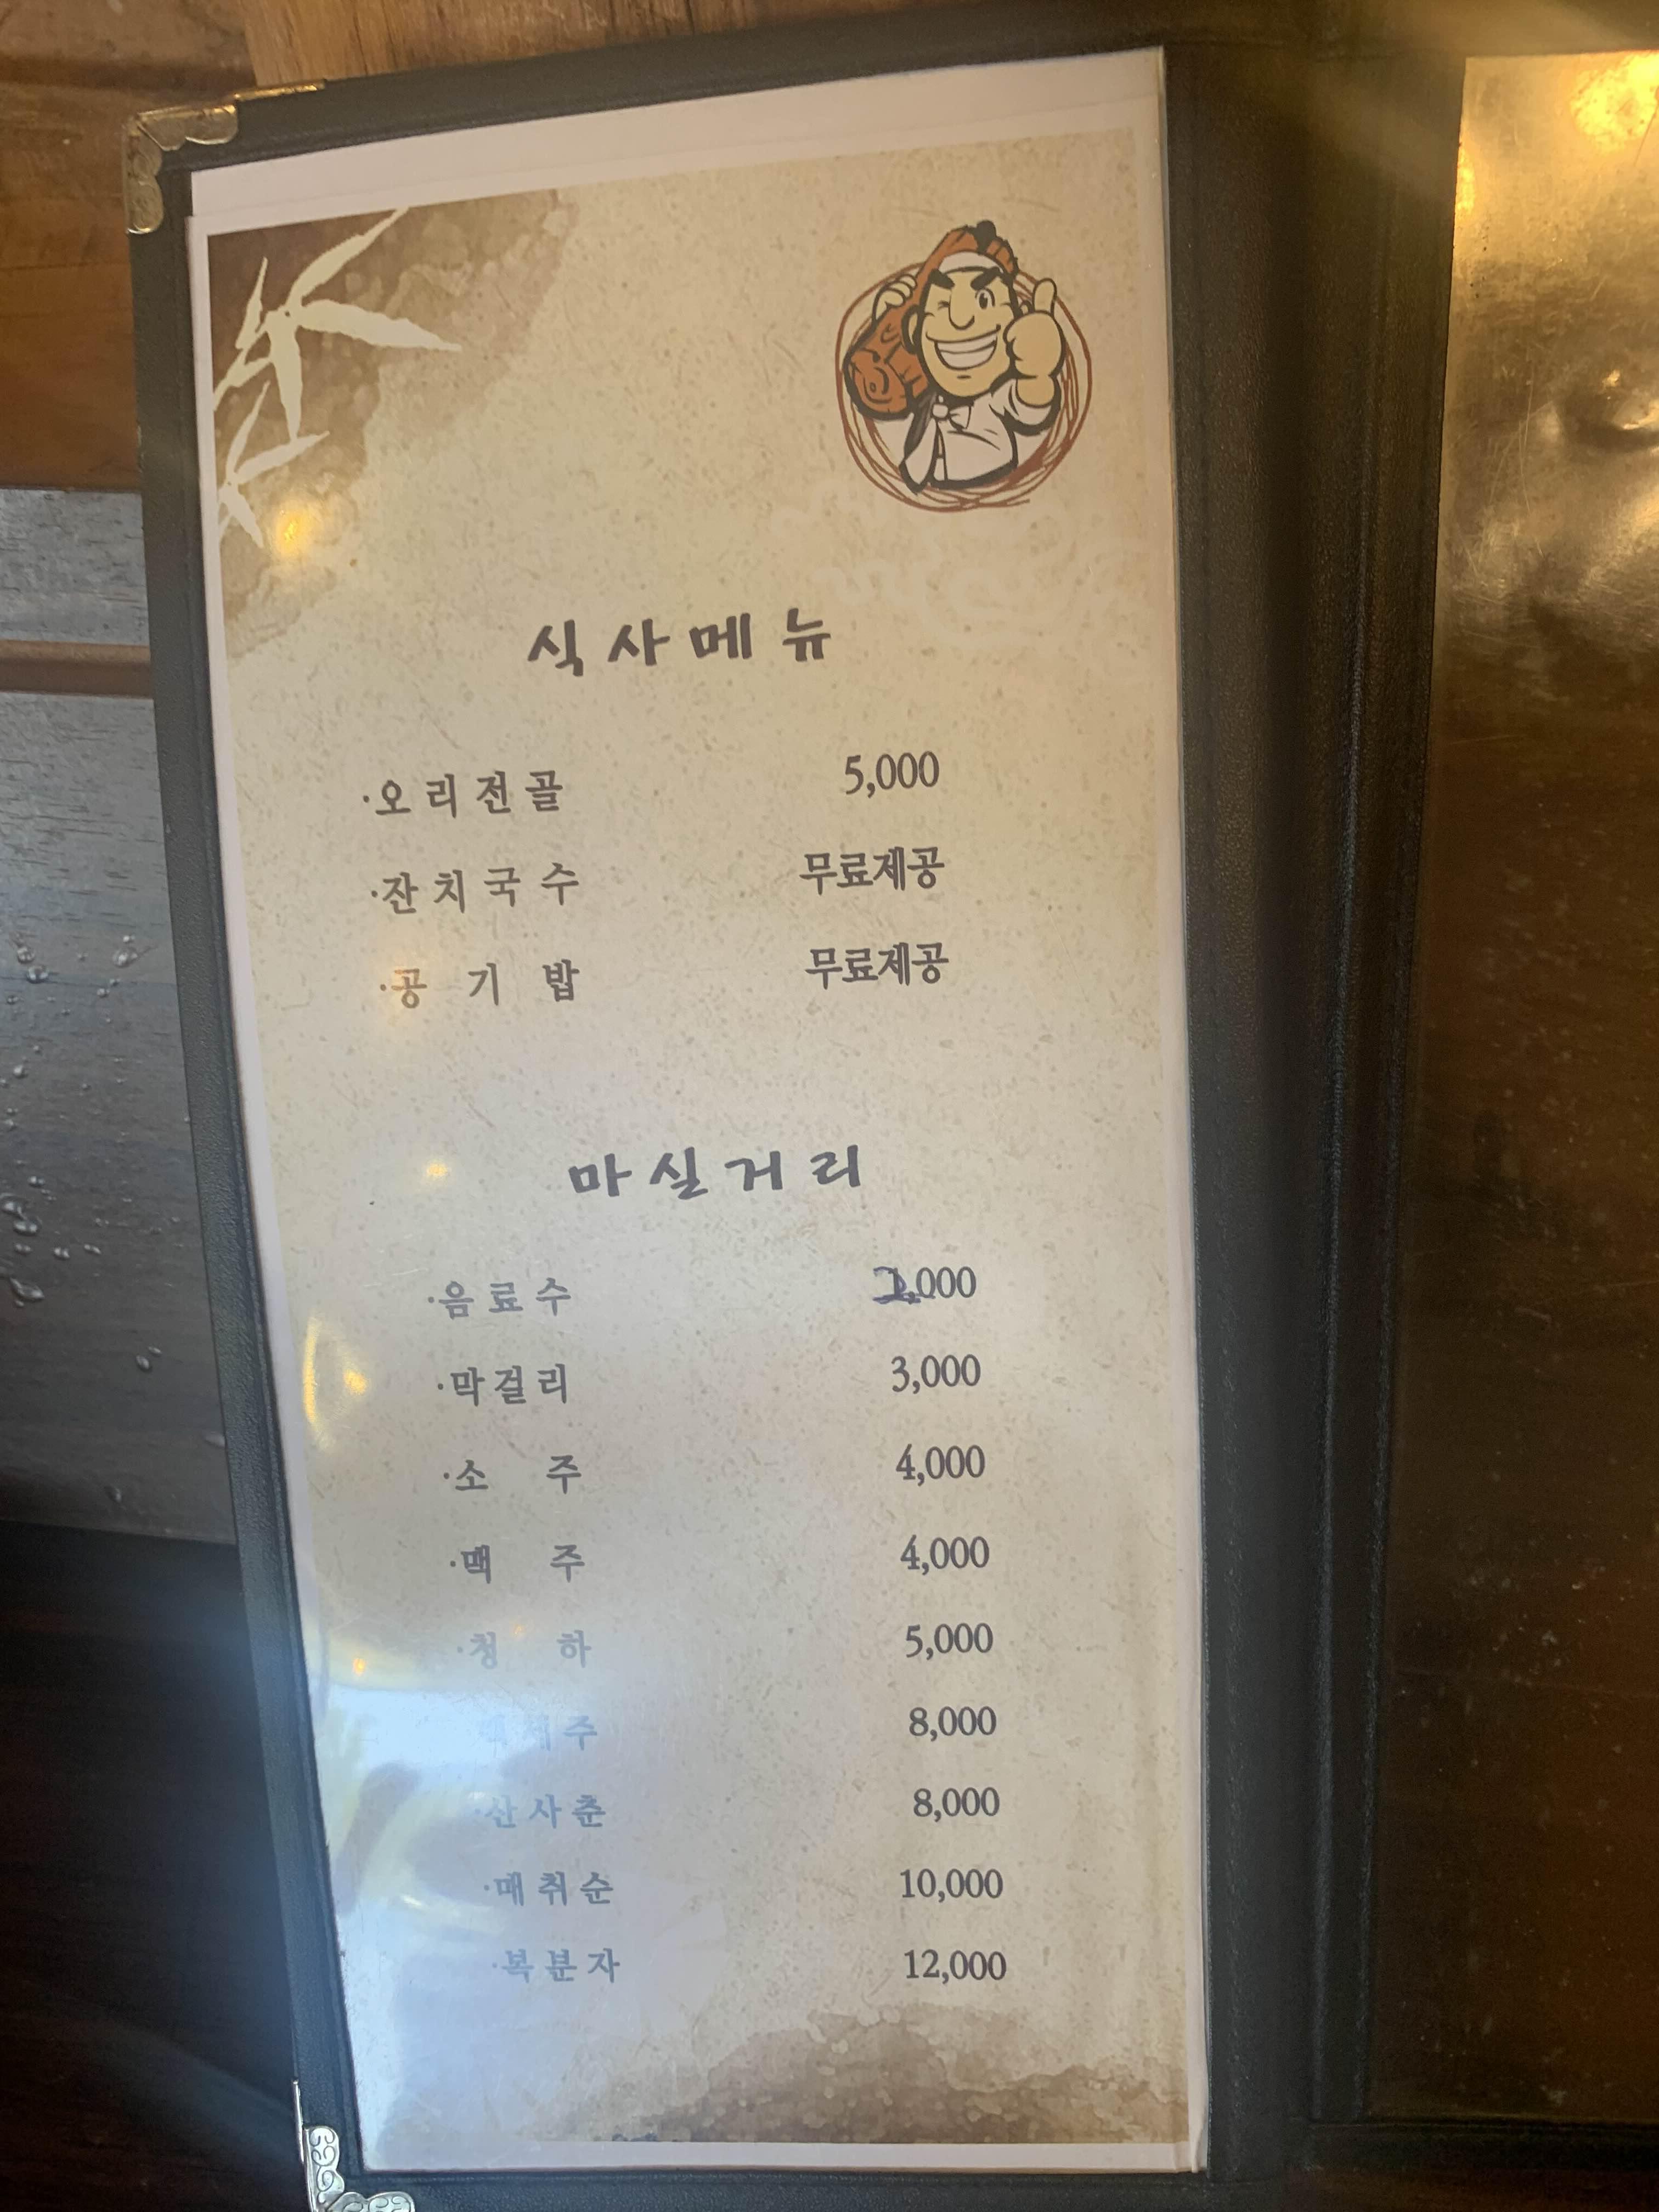 식사메뉴
·오리전골 5,000
·잔치국수 무료제공
·공기밥 무료제공
마실거리
·음료수 2,000
·막걸리 3,000
·소주 4,000
·맥주 4,000
·청하 5,000
8,000
·산사춘 8,000
·매취순 10,000
·복분자 12,000